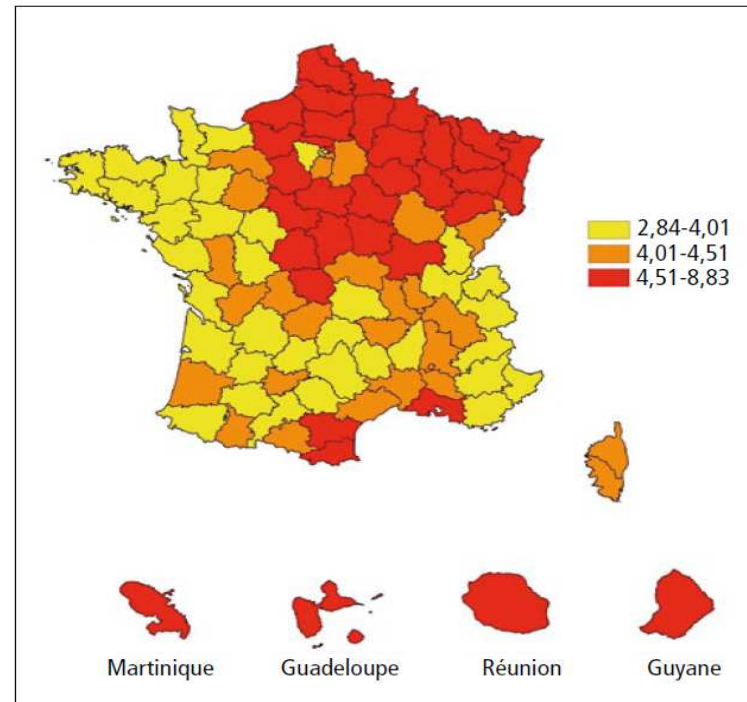 2,84-4,01
4,01-4,51
4,51-8,83
Martinique
Guadeloupe
Réunion
Guyane